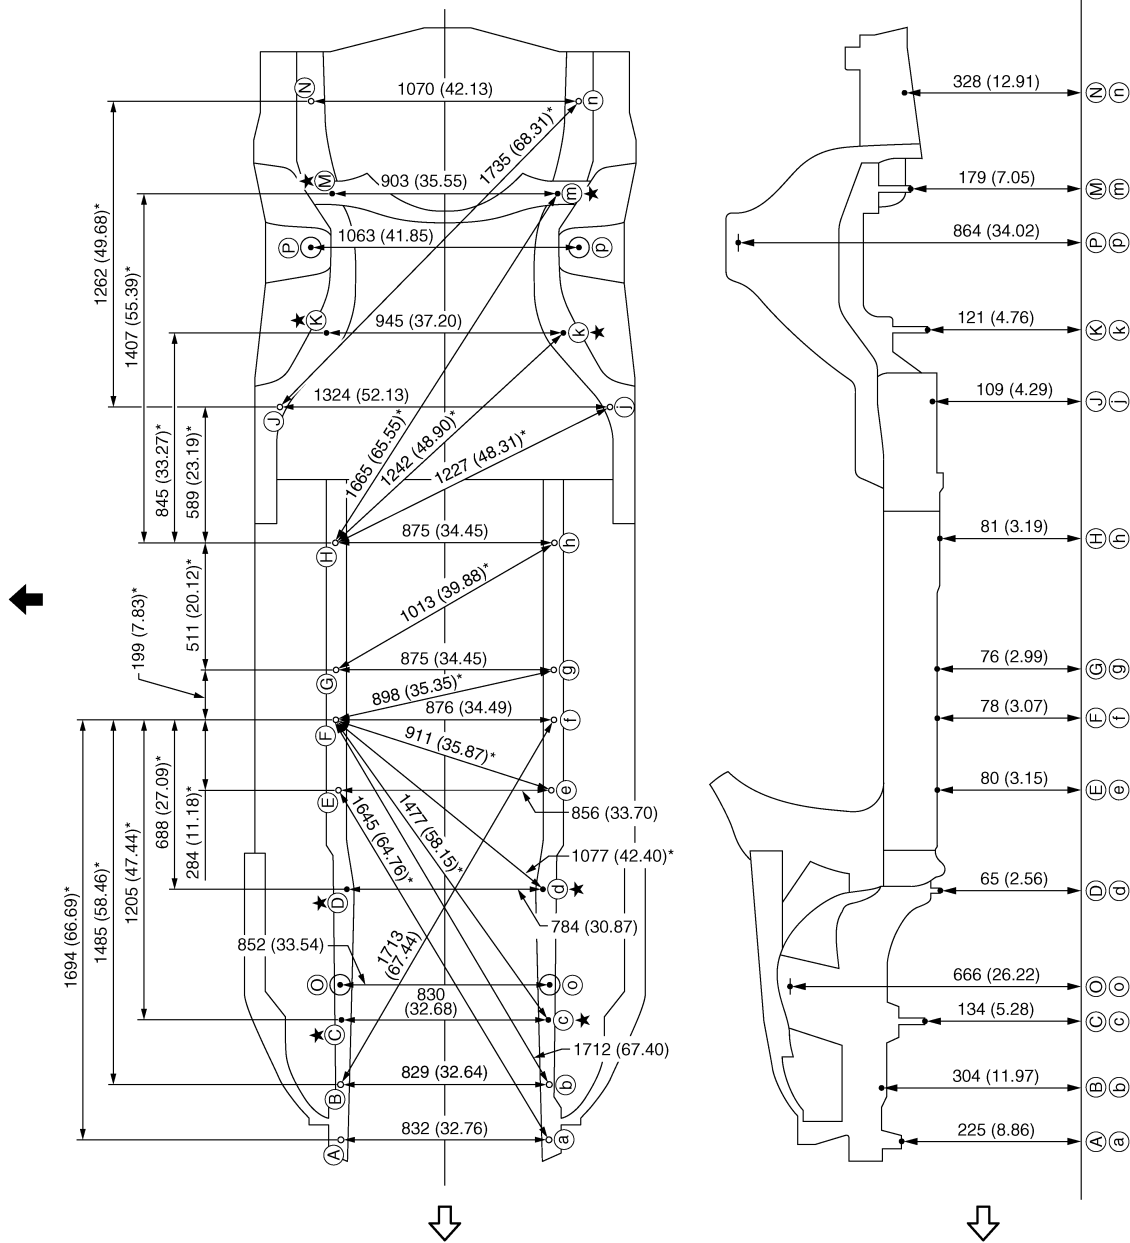 N
1070 (42.13)
n
1735 (68.31)*
M
903 (35.55)
m
P
1063 (41.85)
p
1262 (49.68)*
1407 (55.39)*
K
945 (37.20)
k
J
1324 (52.13)
j
845 (33.27)*
589 (23.19)*
1665 (65.55)*
1242 (48.90)*
1227 (48.31)*
H
875 (34.45)
h
511 (20.12)*
1013 (39.88)*
199 (7.83)*
G
875 (34.45)
g
898 (35.35)*
F
876 (34.49)
f
911 (35.87)*
688 (27.09)*
284 (11.18)*
E
e
856 (33.70)
1645 (64.76)*
1477 (58.15)*
1077 (42.40)*
1694 (66.69)*
1485 (58.46)*
1205 (47.44)*
D
d
784 (30.87)
852 (33.54)
1713
(67.44)
O
o
830
(32.68)
C
c
1712 (67.40)
B
829 (32.64)
b
A
832 (32.76)
a
328 (12.91)
N n
179 (7.05)
M m
864 (34.02)
P p
121 (4.76)
K k
109 (4.29)
J j
81 (3.19)
H h
76 (2.99)
G g
78 (3.07)
F f
80 (3.15)
E e
65 (2.56)
D d
666 (26.22)
O o
134 (5.28)
C c
304 (11.97)
B b
225 (8.86)
A a